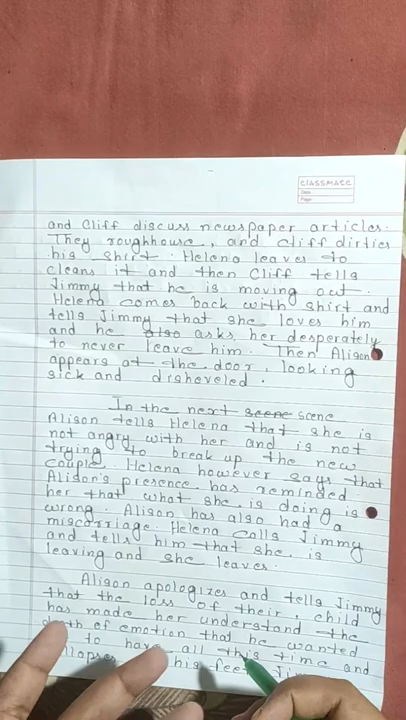 CLASSMATE
Date
Page
and Cliff discuss newspaper articles.
They roughhouse, and cliff dirties
his shirt. Helena leaves to
cleans it and then Cliff tells
Jimmy that he is moving out.
Helena comes back with shirt and
tells Jimmy that she loves him
and he also asks her desperately
to never leave him. Then Alison
appears at the door, looking
sick and disheveled.
In the next scene scene
Alison tells Helena that she is
not angry with her and is not
trying to break up the new
couple. Helena however says that
Alison's presence has reminded
her that what she is doing is
wrong. Alison has also had a
miscarriage. Helena calls Jimmy
and tells him that she is
leaving and she leaves.
Alison apologizes and tells Jimmy
that the loss of their child
has made her understand the
of emotion that he wanted
to have all this time and
his feet